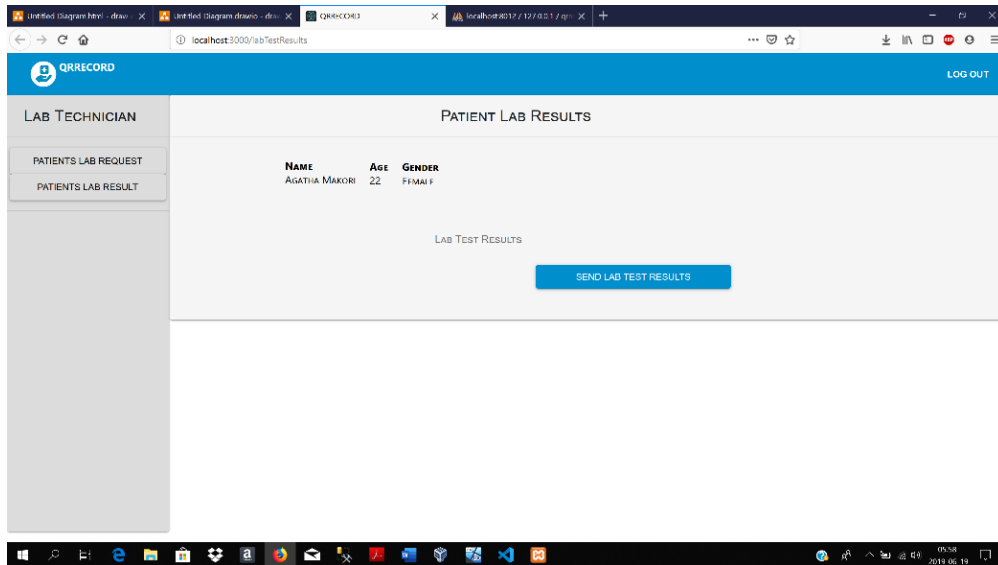 Untitled Diagram.html - draw
Untitled Diagram.drawio - draw
QRRECORD
localhost:8012 / 127.0.0.1 /
localhost:3000/labTestResults
QRRECORD
LOG OUT
LAB TECHNICIAN
PATIENT LAB RESULTS
PATIENTS LAB REQUEST
PATIENTS LAB RESULT
NAME AGE GENDER
AGATHA MAKORI 22 FEMALE
LAB TEST RESULTS
SEND LAB TEST RESULTS
05:58
2019-06-19